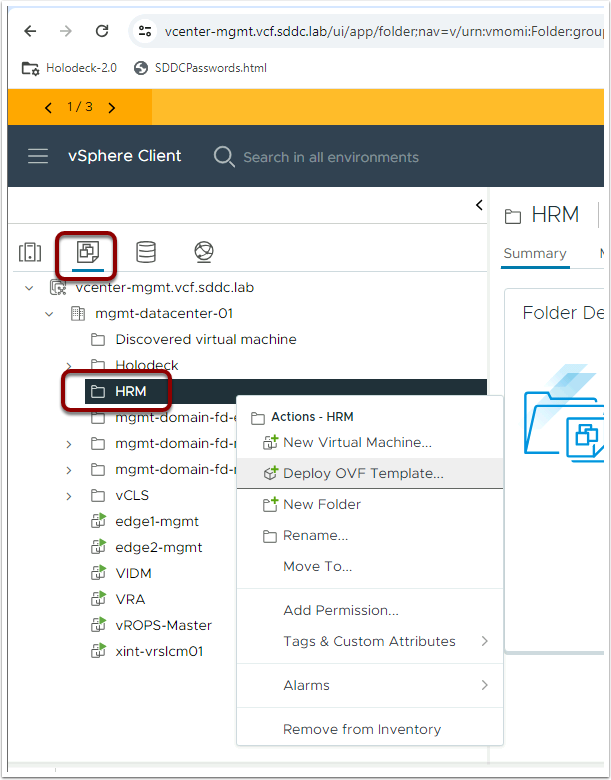 vcenter-mgmt.vcf.sddc.lab/ui/app/folder;nav=v/urn:vmomi:Folder:group
Holodeck-2.0 SDDCPasswords.html
1 / 3
vSphere Client Search in all environments
HRM
Summary
vcenter-mgmt.vcf.sddc.lab
mgmt-datacenter-01
Folder De
Discovered virtual machine
Holodeck
HRM
mgmt-domain-fd-e
mgmt-domain-fd-
mgmt-domain-fd-
vCLS
edge1-mgmt
edge2-mgmt
VIDM
VRA
vROPS-Master
xint-vrslcm01
Actions - HRM
New Virtual Machine...
Deploy OVF Template...
New Folder
Rename...
Move To...
Add Permission...
Tags & Custom Attributes
Alarms
Remove from Inventory